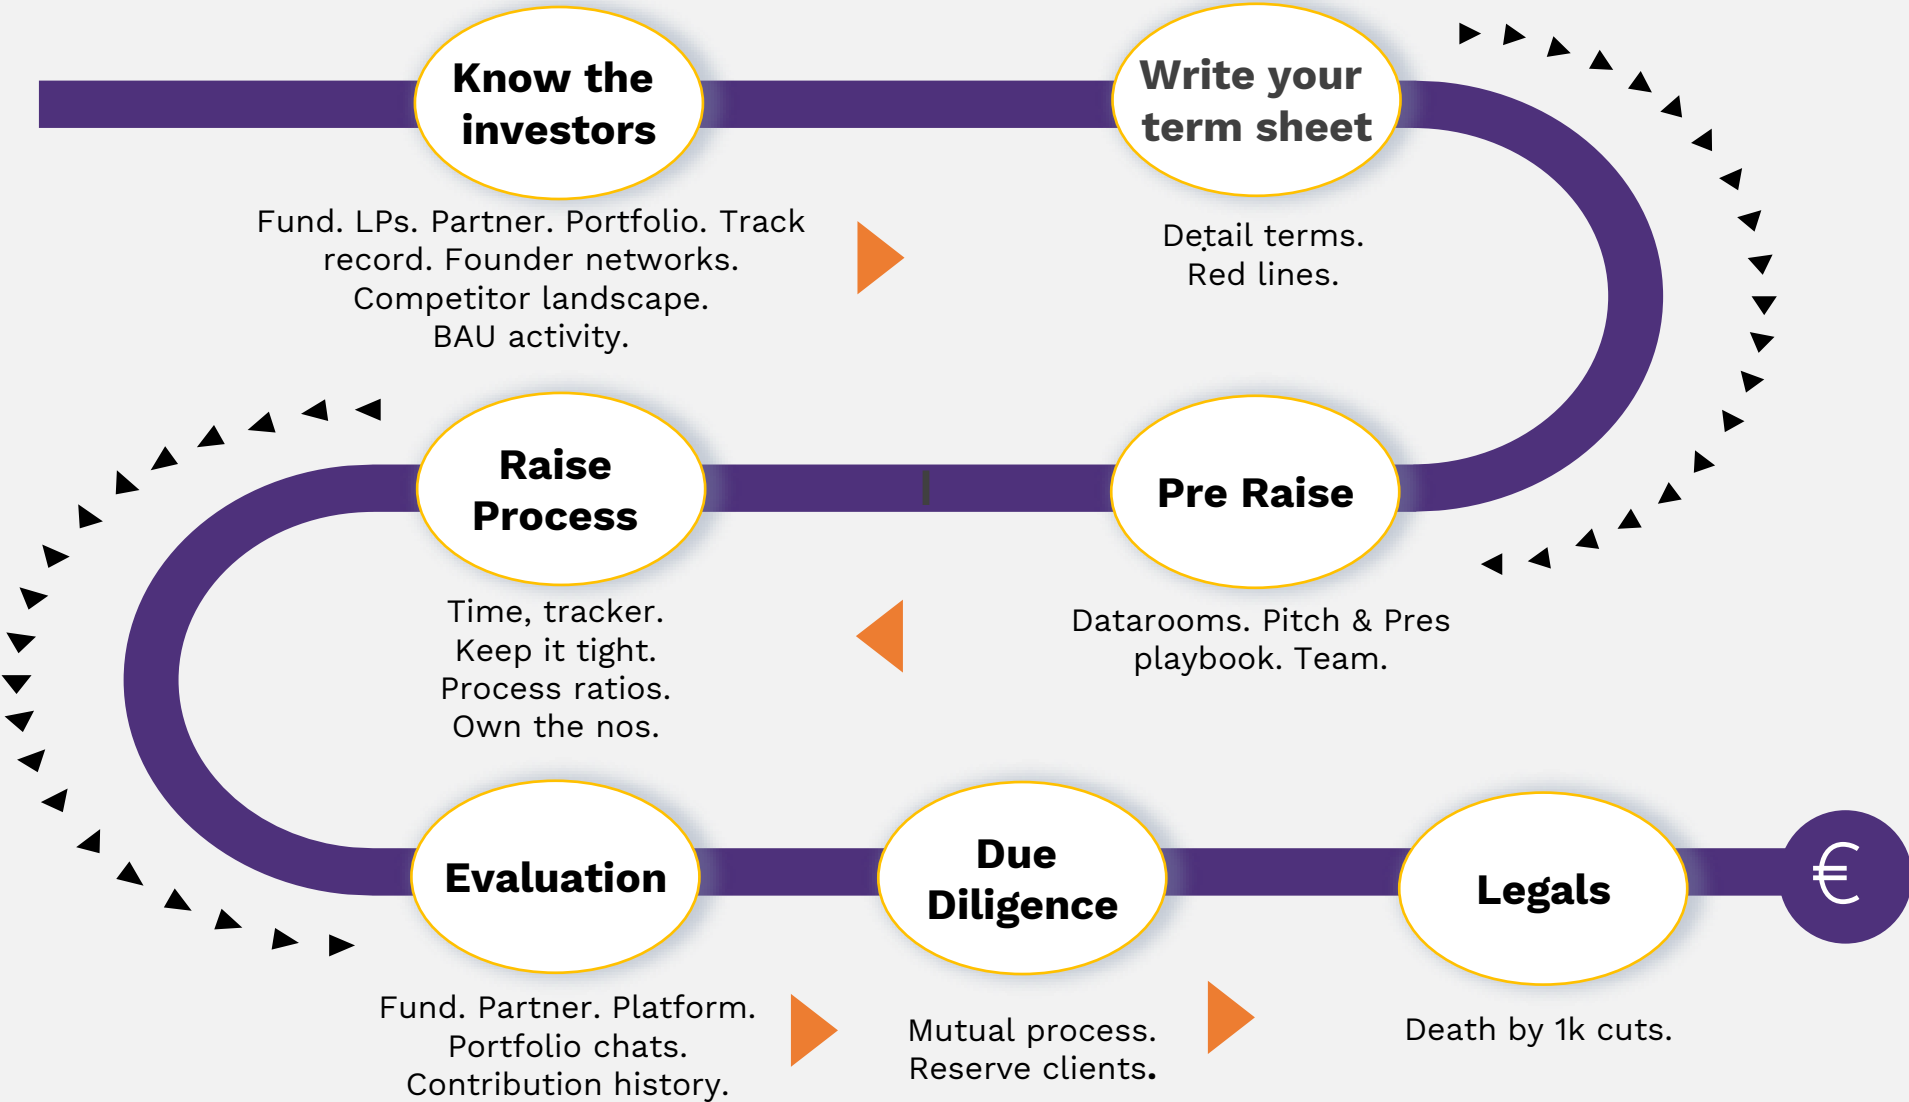 Know the
investors
Write your
term sheet
Fund. LPs. Partner. Portfolio. Track
record. Founder networks.
Competitor landscape.
BAU activity.
Detail terms.
Red lines.
Raise
Process
Pre Raise
Time, tracker.
Keep it tight.
Process ratios.
Own the nos.
Datarooms. Pitch & Pres
playbook. Team.
Evaluation
Due
Diligence
Legals
€
Fund. Partner. Platform.
Portfolio chats.
Contribution history.
Mutual process.
Reserve clients.
Death by 1k cuts.